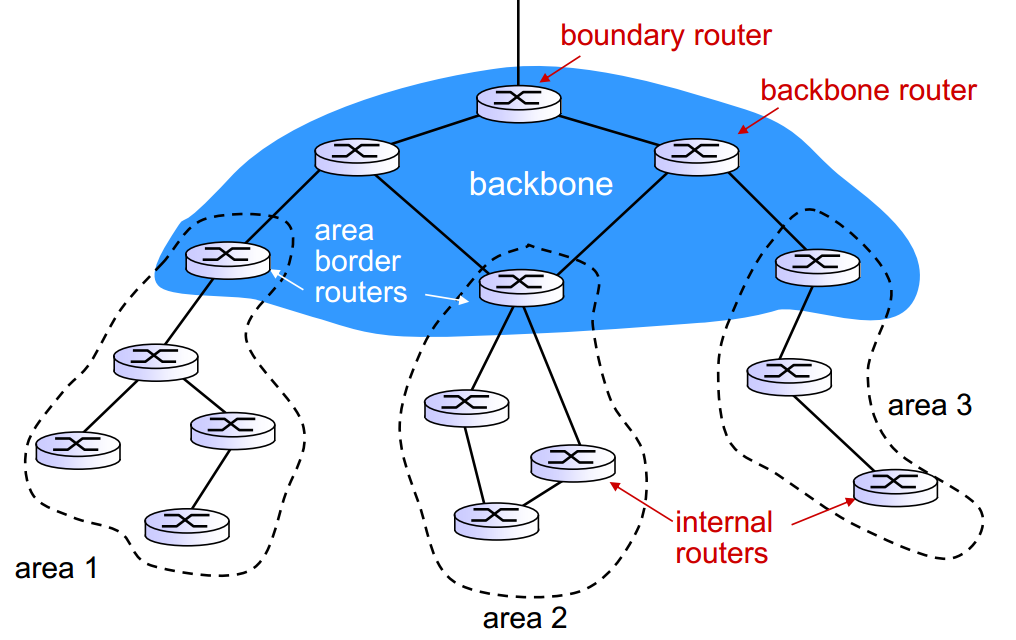 boundary router
backbone router
backbone
area
border
routers
area 3
internal
routers
area 1
area 2